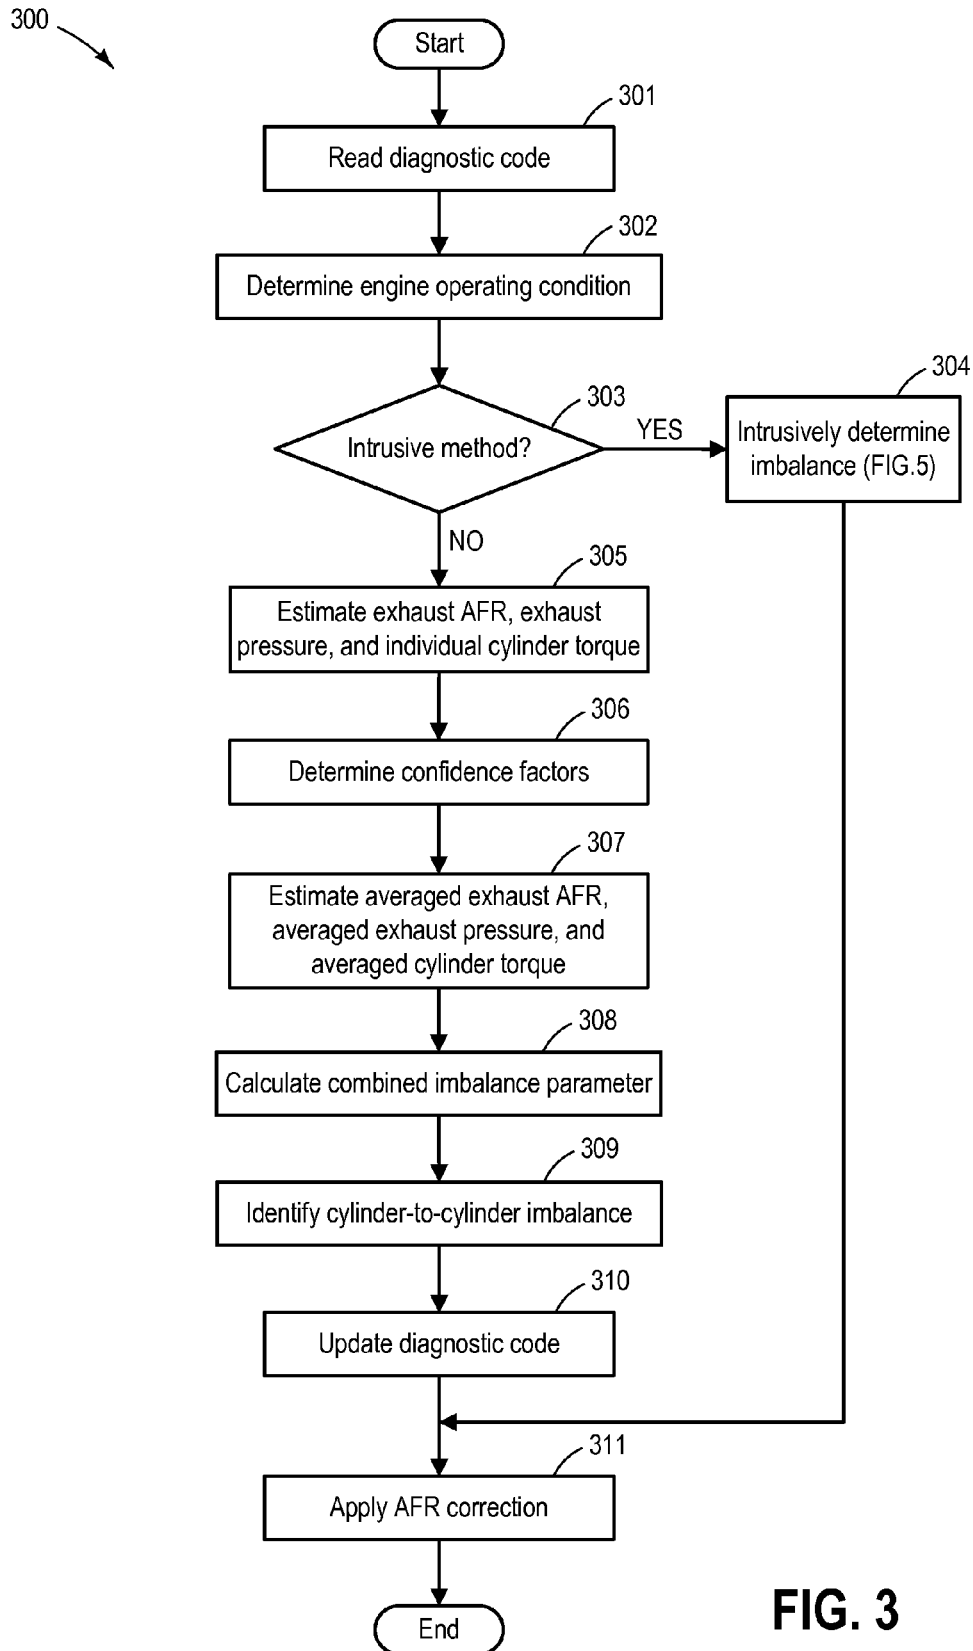 300
Start
301
Read diagnostic code
302
Determine engine operating condition
303
Intrusive method?
YES
304
Intrusively determine
imbalance (FIG.5)
NO
305
Estimate exhaust AFR, exhaust
pressure, and individual cylinder torque
306
Determine confidence factors
307
Estimate averaged exhaust AFR,
averaged exhaust pressure, and
averaged cylinder torque
308
Calculate combined imbalance parameter
309
Identify cylinder-to-cylinder imbalance
310
Update diagnostic code
311
Apply AFR correction
End
FIG. 3